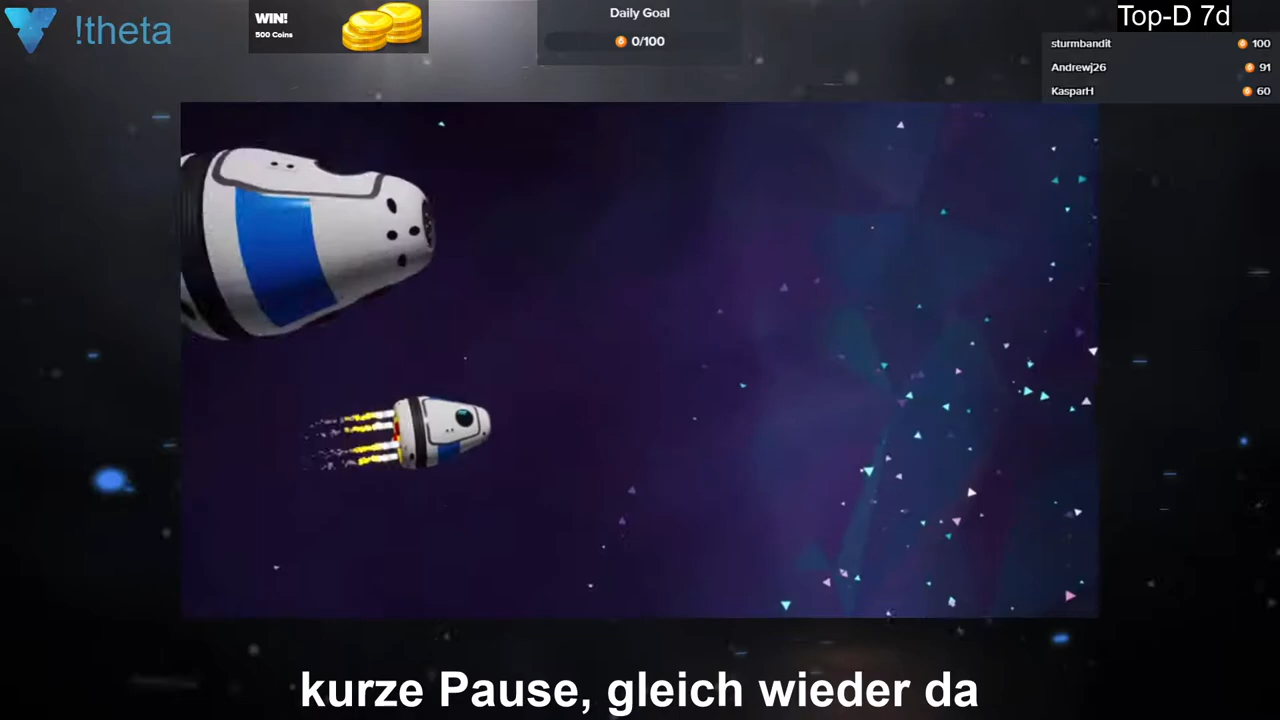 !theta
WIN!
500 Coins
Daily Goal
0/100
Top-D 7d
sturmbandit 100
Andrewj26 91
KasparH 60
kurze Pause, gleich wieder da